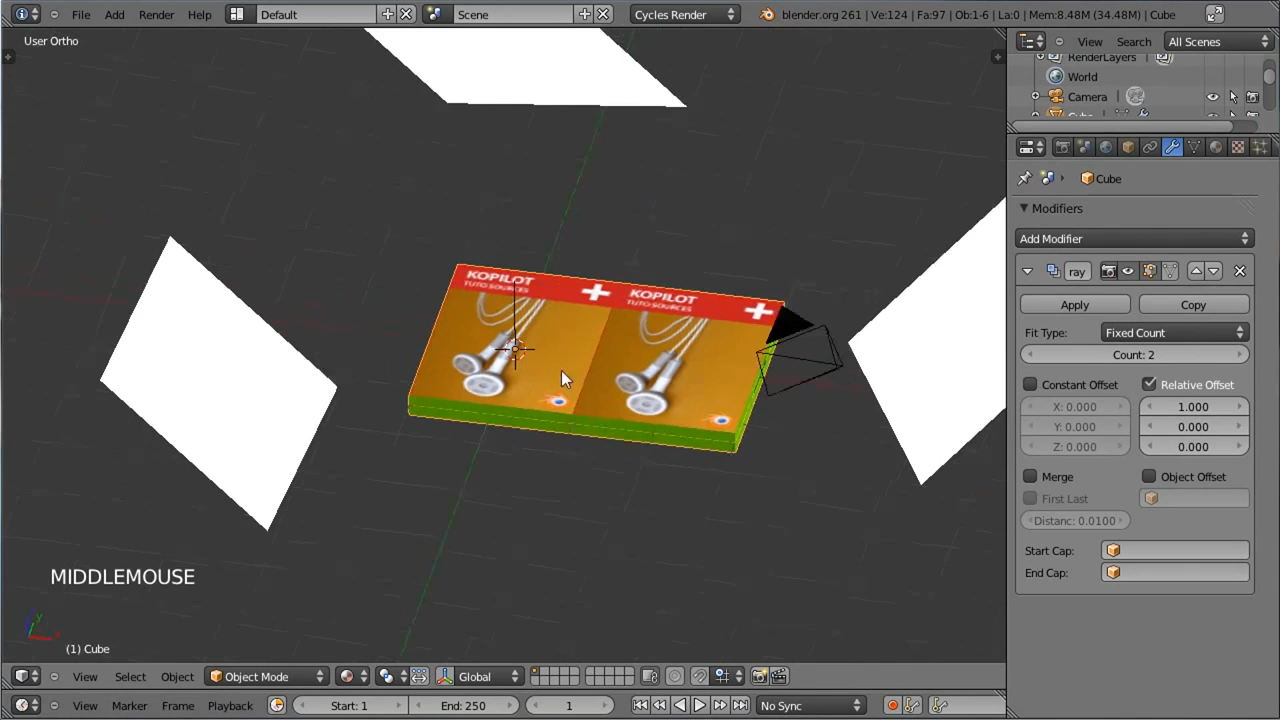 File Add Render Help Default Scene Cycles Render blender.org 261 | Ve:124 | Fa:97 | Ob:1-6 | La:0 | Mem:8.48M (34.48M) | Cube
User Ortho
View Search All Scenes
RenderLayers
World
Camera
Cube
Modifiers
Add Modifier
ray
Apply Copy
Fit Type: Fixed Count
Count: 2
Constant Offset Relative Offset
X: 0.000 1.000
Y: 0.000 0.000
Z: 0.000 0.000
Merge Object Offset
First Last
Distanc: 0.0100
Start Cap:
End Cap:
KOPILOT
TUTO SOURCES
KOPILOT
TUTO SOURCES
MIDDLEMOUSE
y
x
(1) Cube
View Select Object Object Mode Global
View Marker Frame Playback Start: 1 End: 250 1 No Sync